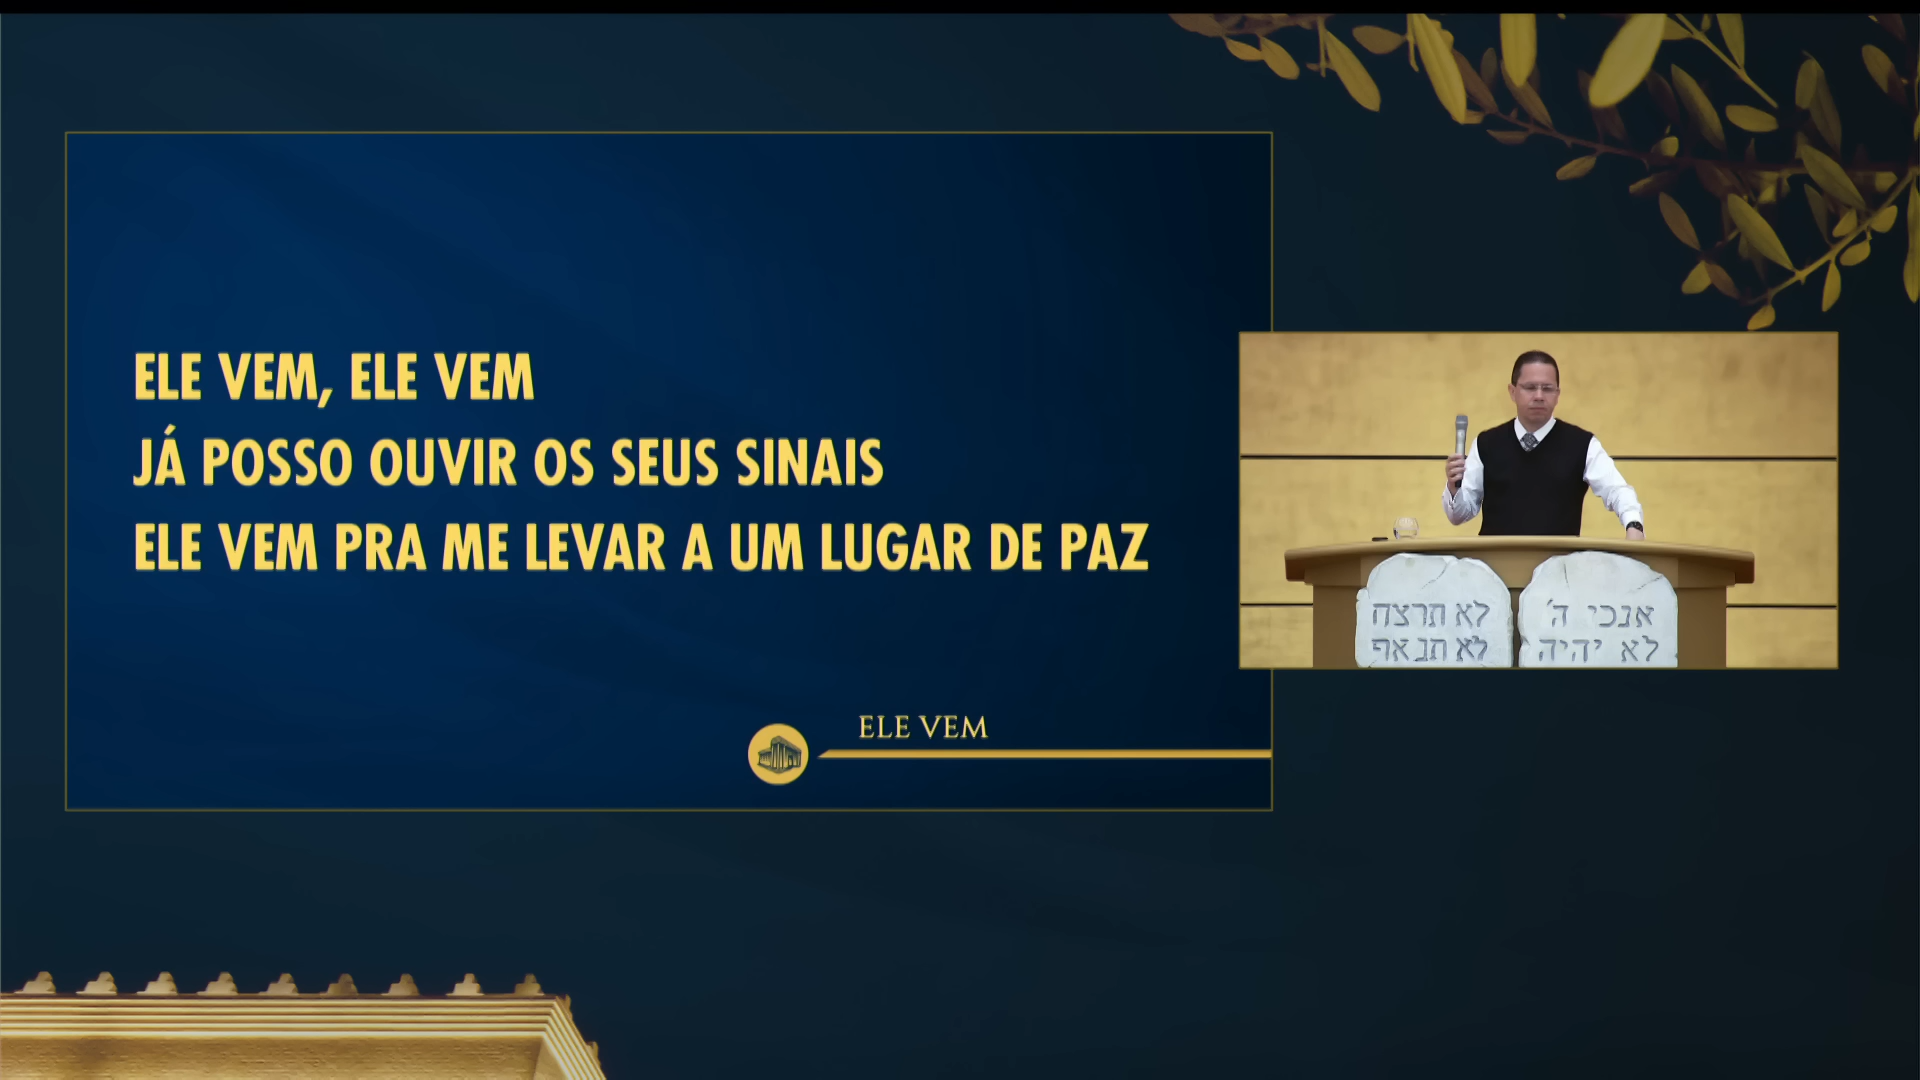 ELE VEM, ELE VEM
JÁ POSSO OUVIR OS SEUS SINAIS
ELE VEM PRA ME LEVAR A UM LUGAR DE PAZ
ELE VEM
אנכי ה׳
לא יהיה
לא תרצח
לא תנאף